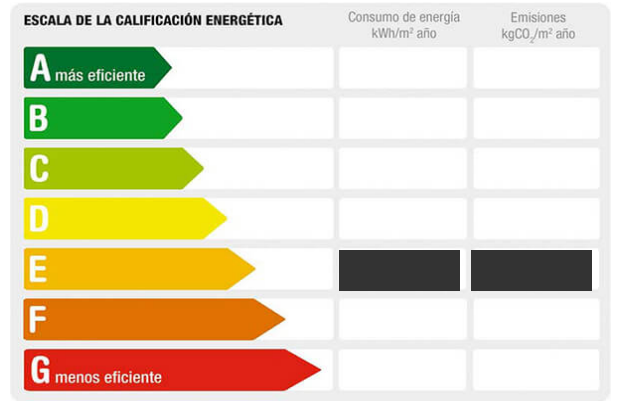 ESCALA DE LA CALIFICACIÓN ENERGÉTICA
Consumo de energía
kWh/m² año
Emisiones
kgCO₂/m² año
A más eficiente
B
C
D
E
F
G menos eficiente